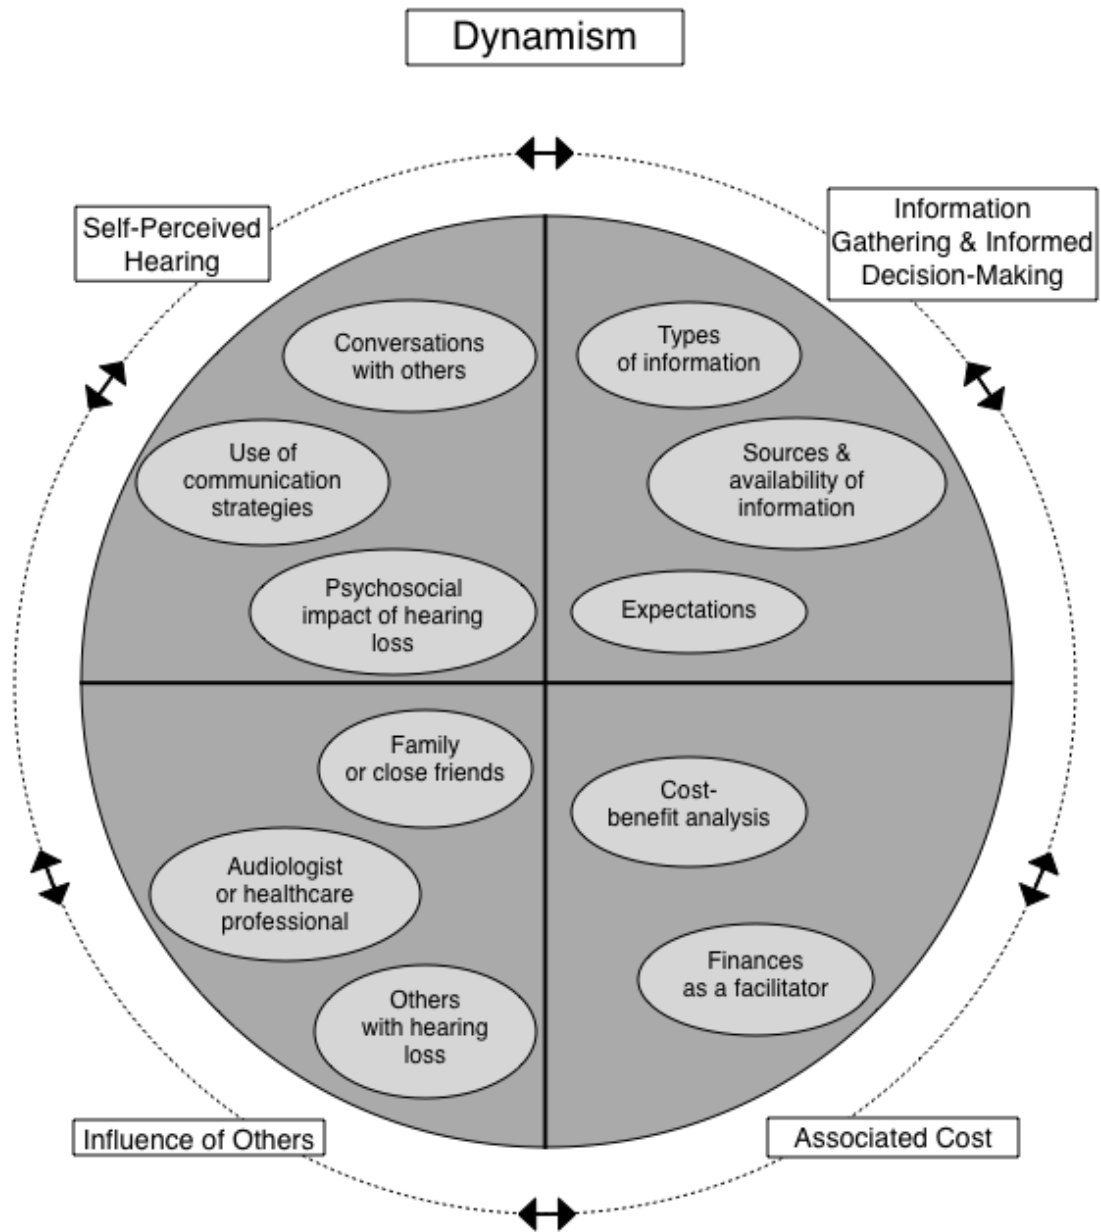 Dynamism
Self-Perceived
Hearing
Information
Gathering & Informed
Decision-Making
Conversations
with others
Use of
communication
strategies
Psychosocial
impact of hearing
loss
Types
of information
Sources &
availability of
information
Expectations
Family
or close friends
Audiologist
or healthcare
professional
Others
with hearing
loss
Cost-
benefit analysis
Finances
as a facilitator
Influence of Others
Associated Cost